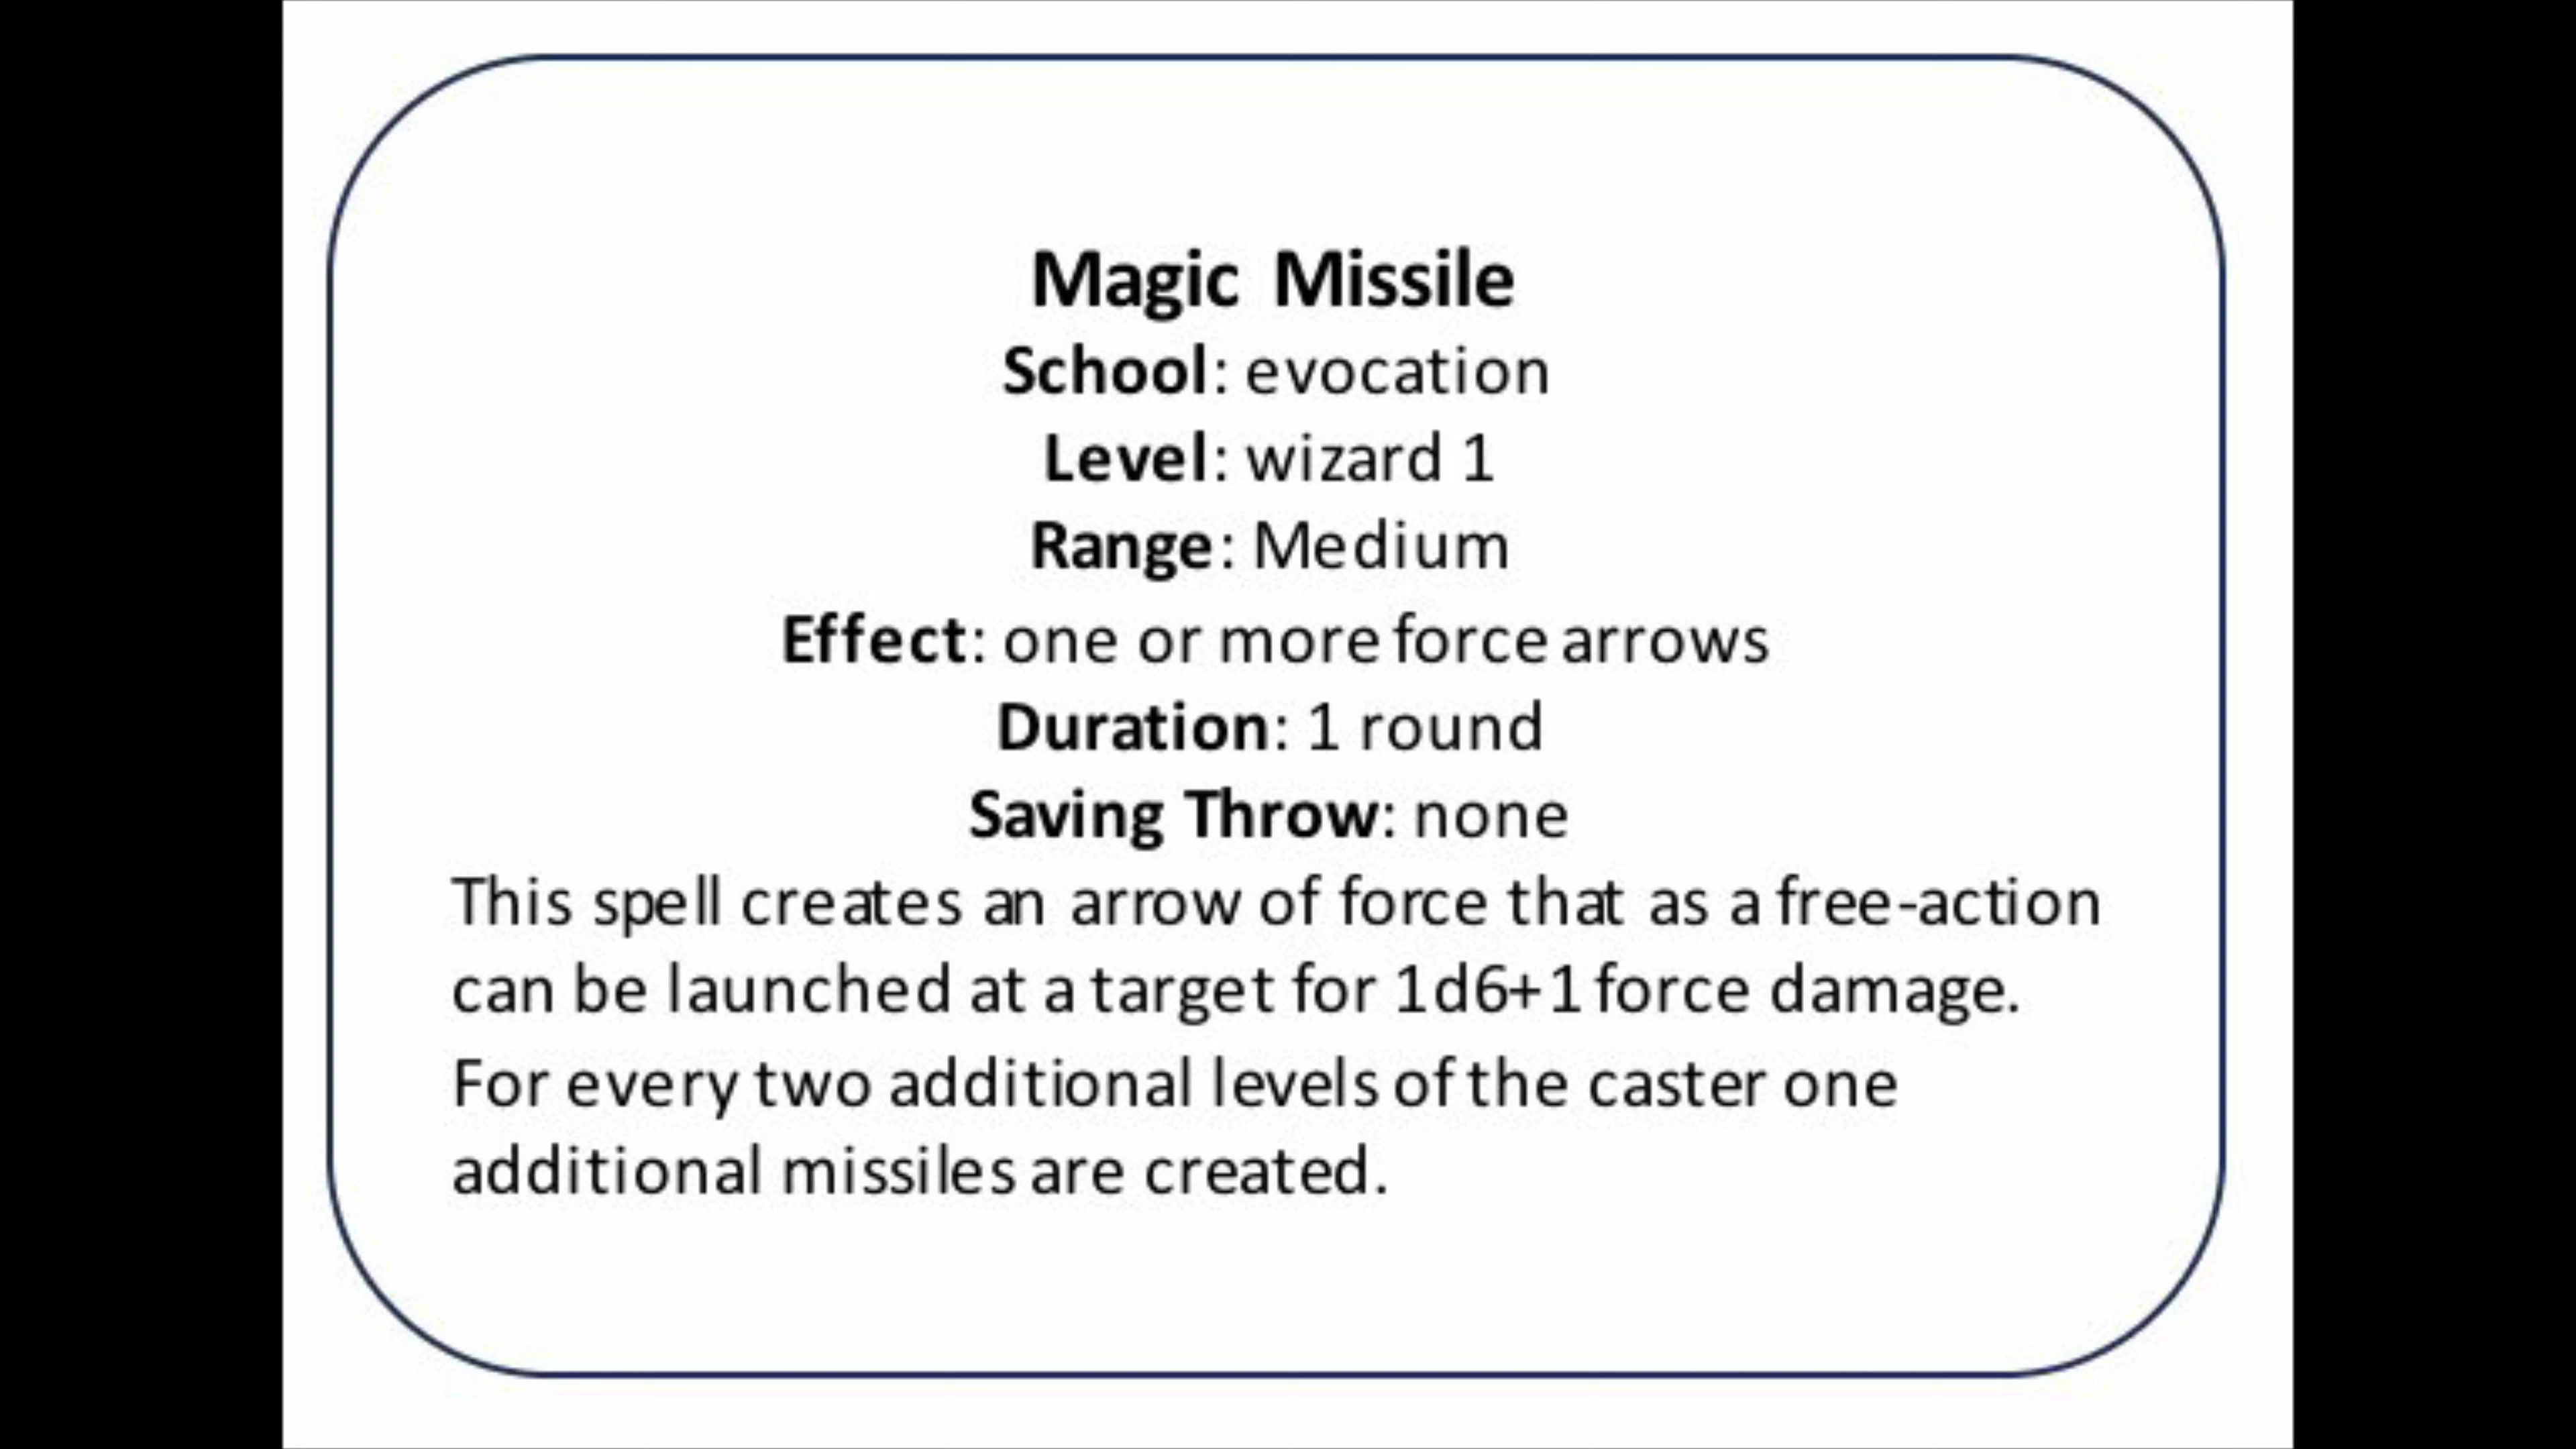 Magic Missile
School: evocation
Level: wizard 1
Range: Medium
Effect: one or more force arrows
Duration: 1 round
Saving Throw: none
This spell creates an arrow of force that as a free-action
can be launched at a target for 1d6+1 force damage.
For every two additional levels of the caster one
additional missiles are created.